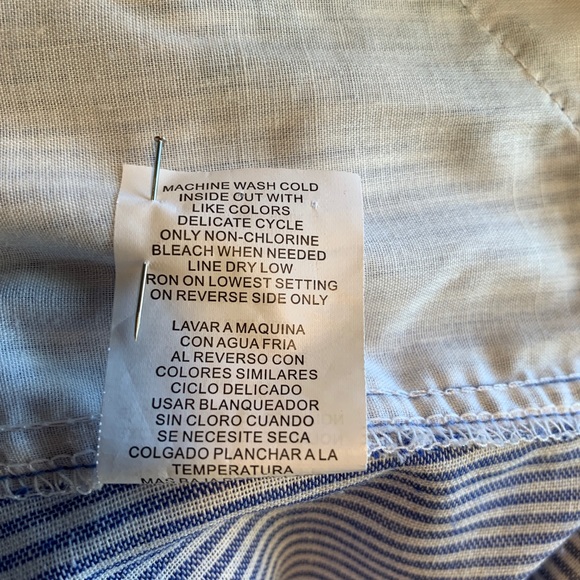 MACHINE WASH COLD
INSIDE OUT WITH
LIKE COLORS
DELICATE CYCLE
ONLY NON-CHLORINE
BLEACH WHEN NEEDED
LINE DRY LOW
RON ON LOWEST SETTING
ON REVERSE SIDE ONLY
LAVAR A MAQUINA
CON AGUA FRIA
AL REVERSO CON
COLORES SIMILARES
CICLO DELICADO
USAR BLANQUEADOR
SIN CLORO CUANDO
SE NECESITE SECA
COLGADO PLANCHAR A LA
TEMPERATURA